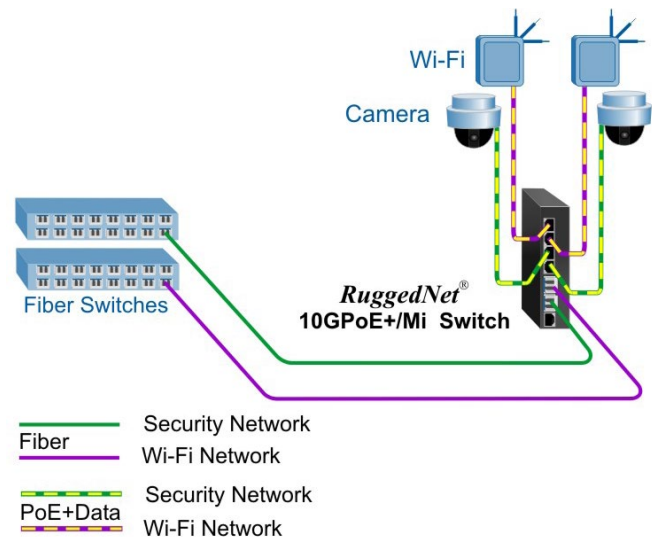 Wi-Fi
Camera
RuggedNet®
10GPoE+/Mi Switch
Fiber Switches
Security Network
Fiber
Wi-Fi Network
Security Network
PoE+Data
Wi-Fi Network